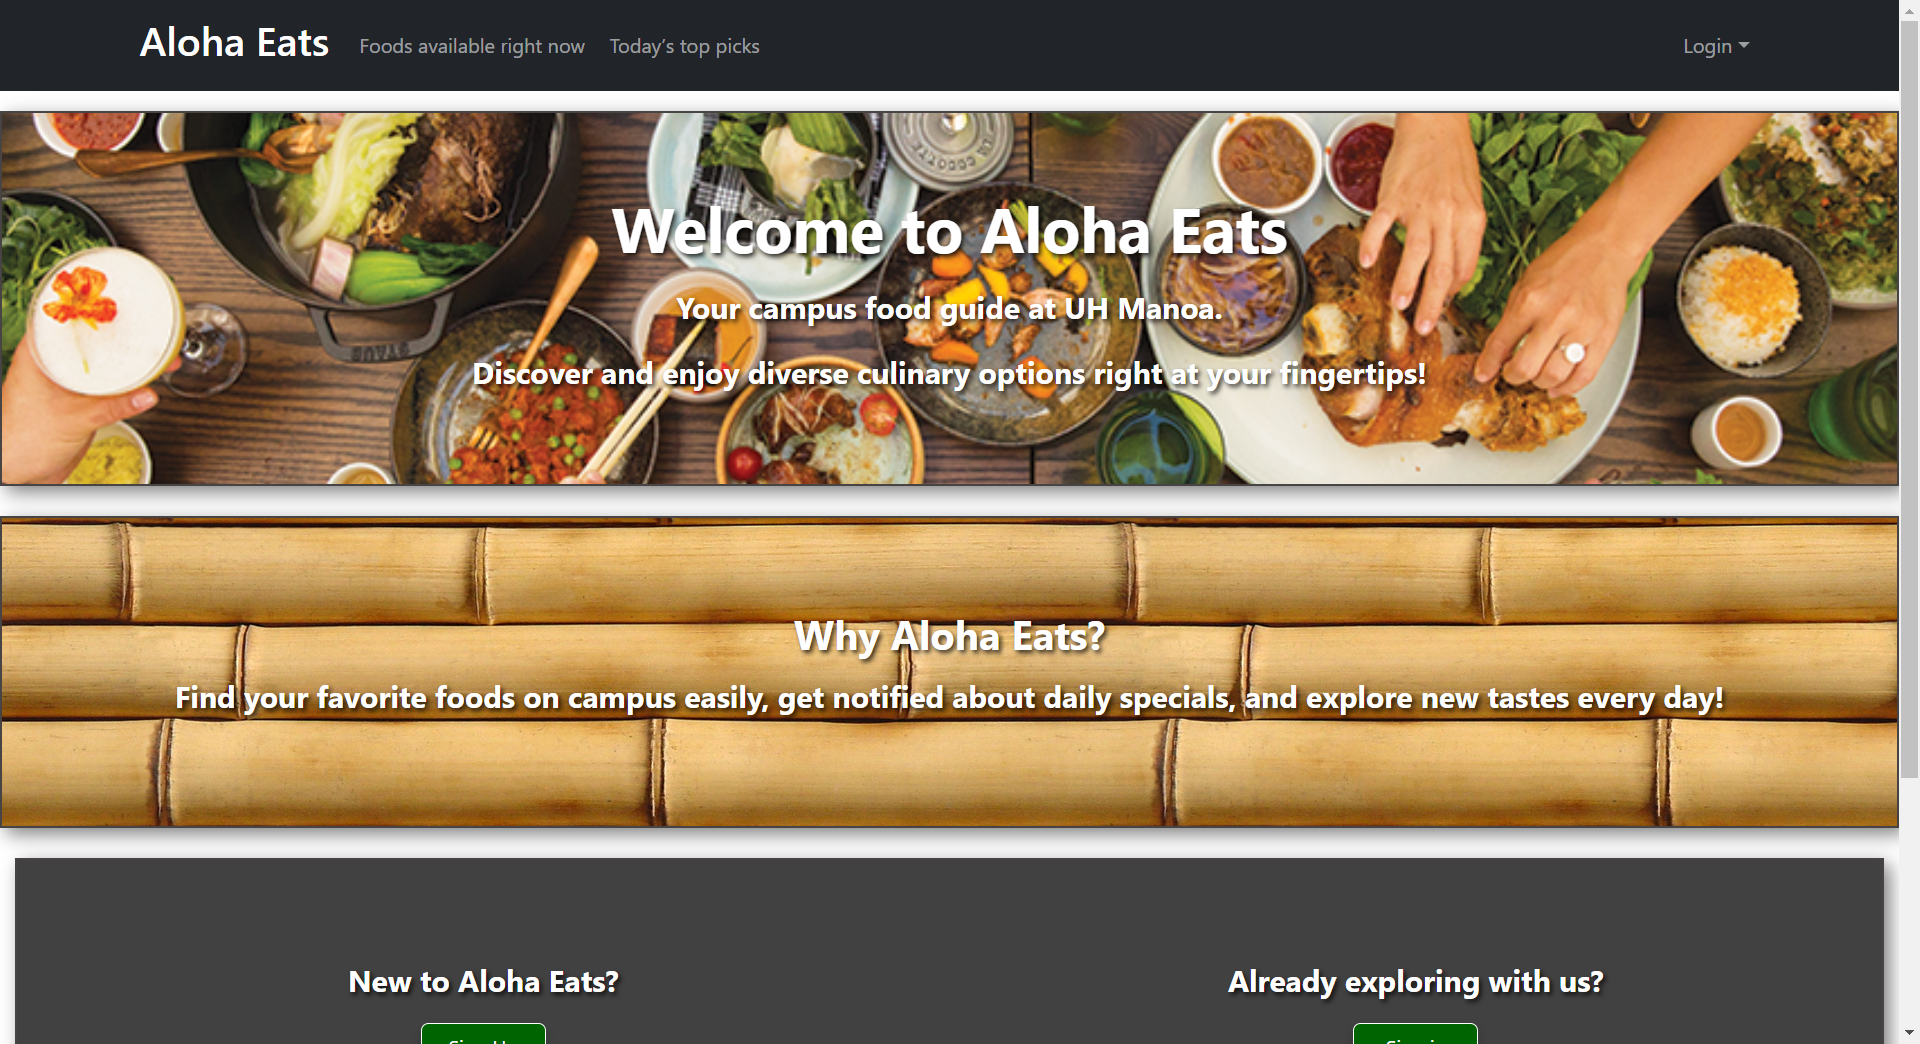 Aloha Eats
Foods available right now
Today's top picks
Login
Welcome to Aloha Eats
Your campus food guide at UH Manoa.
Discover and enjoy diverse culinary options right at your fingertips!
Why Aloha Eats?
Find your favorite foods on campus easily, get notified about daily specials, and explore new tastes every day!
New to Aloha Eats?
Already exploring with us?
STAUB